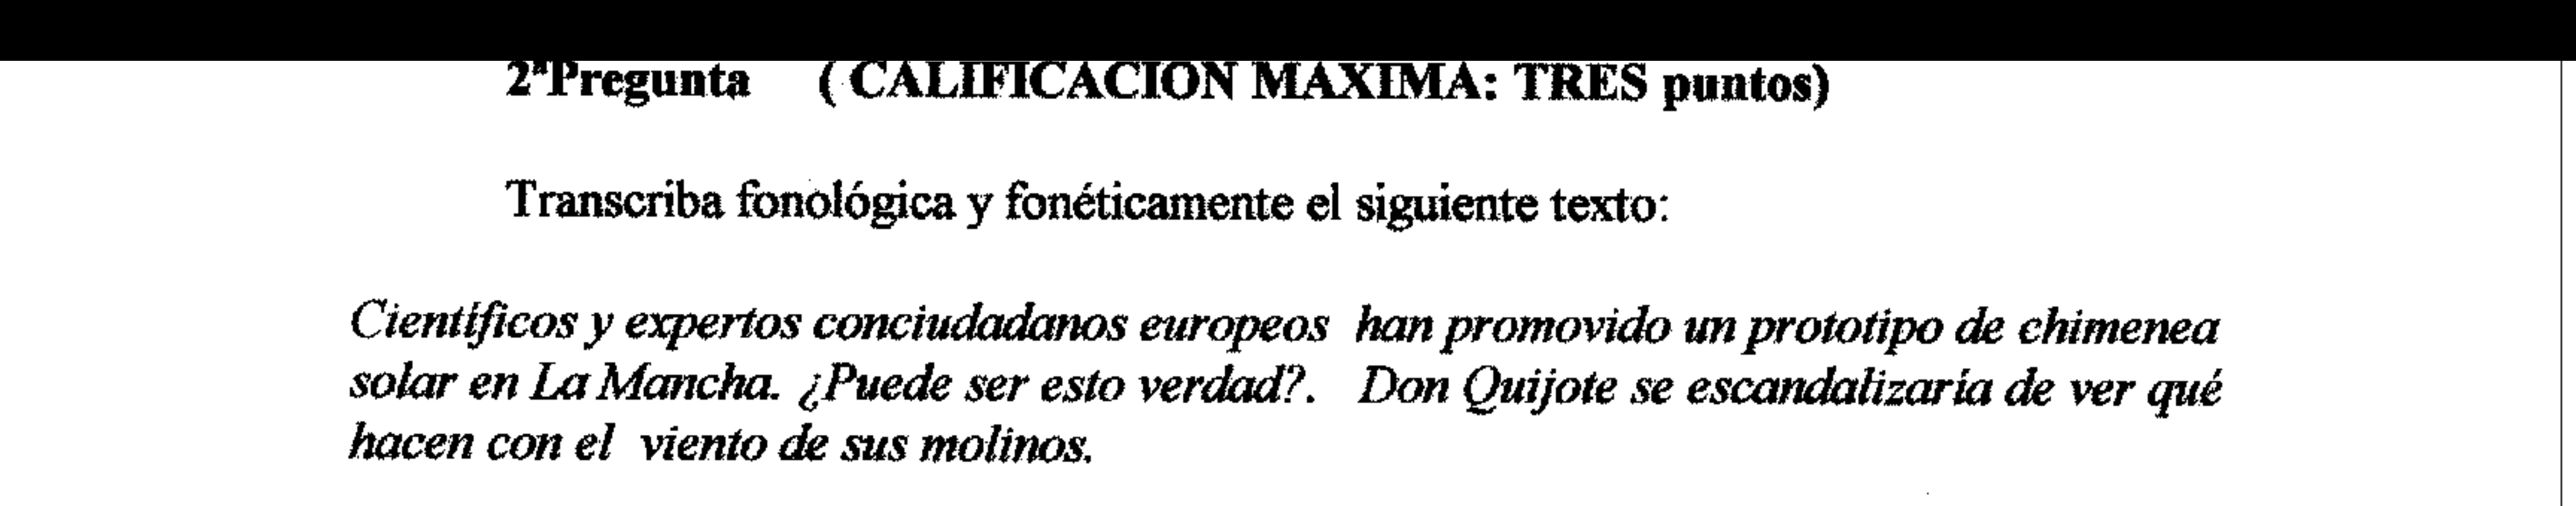 2ªPregunta ( CALIFICACION MAXIMA: TRES puntos)
Transcriba fonológica y fonéticamente el siguiente texto:
Científicos y expertos conciudadanos europeos han promovido un prototipo de chimenea
solar en La Mancha. ¿Puede ser esto verdad?. Don Quijote se escandalizaría de ver qué
hacen con el viento de sus molinos.